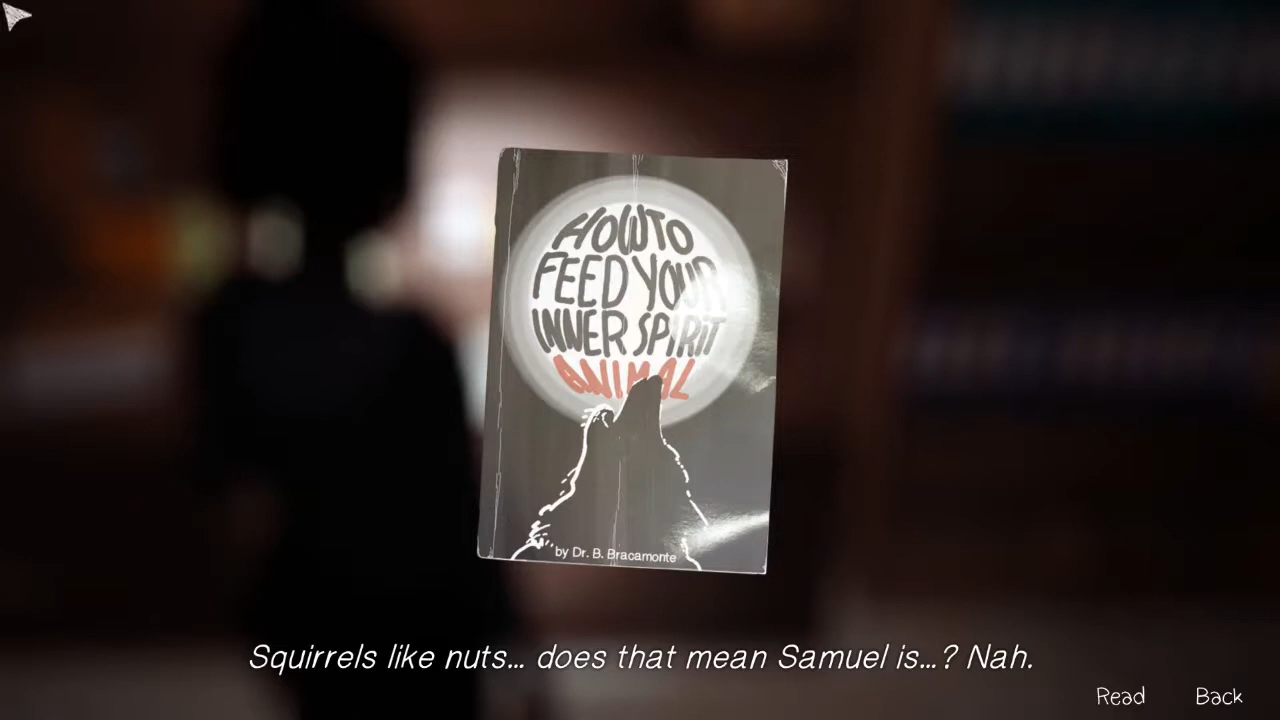 HOW TO
FEED YOUR
INNER SPIRIT
ANIMAL
by Dr. B. Bracamonte
Squirrels like nuts... does that mean Samuel is...? Nah.
Read
Back